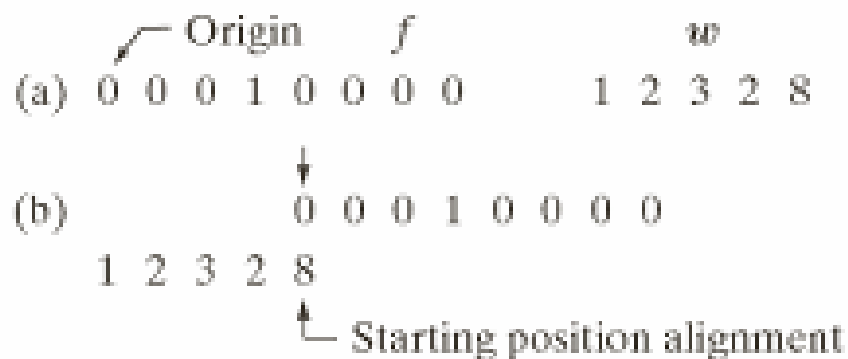 Origin f w
(a) 0 0 0 1 0 0 0 0 1 2 3 2 8
(b) 0 0 0 1 0 0 0 0
1 2 3 2 8
Starting position alignment